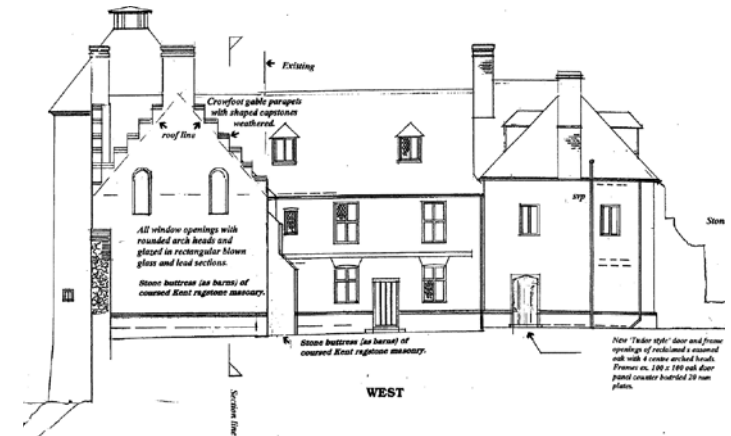 Existing
Crowfoot gable parapets
with shaped capstones
weathered.
roof line
svp
Ston
All window openings with
rounded arch heads and
glazed in rectangular blown
glass and lead sections.
Stone buttress (as barns) of
coursed Kent ragstone masonry.
Stone buttress (as barns) of
coursed Kent ragstone masonry.
New 'Tudor style' door and frame
openings of reclaimed x seasoned
oak with 4 centre arched heads.
Frames ex. 100 x 100 oak door
panel counter boarded 20 mm
plates.
WEST
Section line